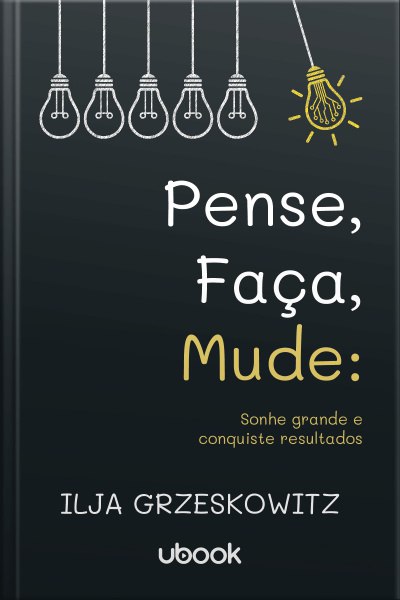 Pense,
Faça,
Mude:
Sonhe grande e
conquiste resultados
ILJA GRZESKOWITZ
ubook